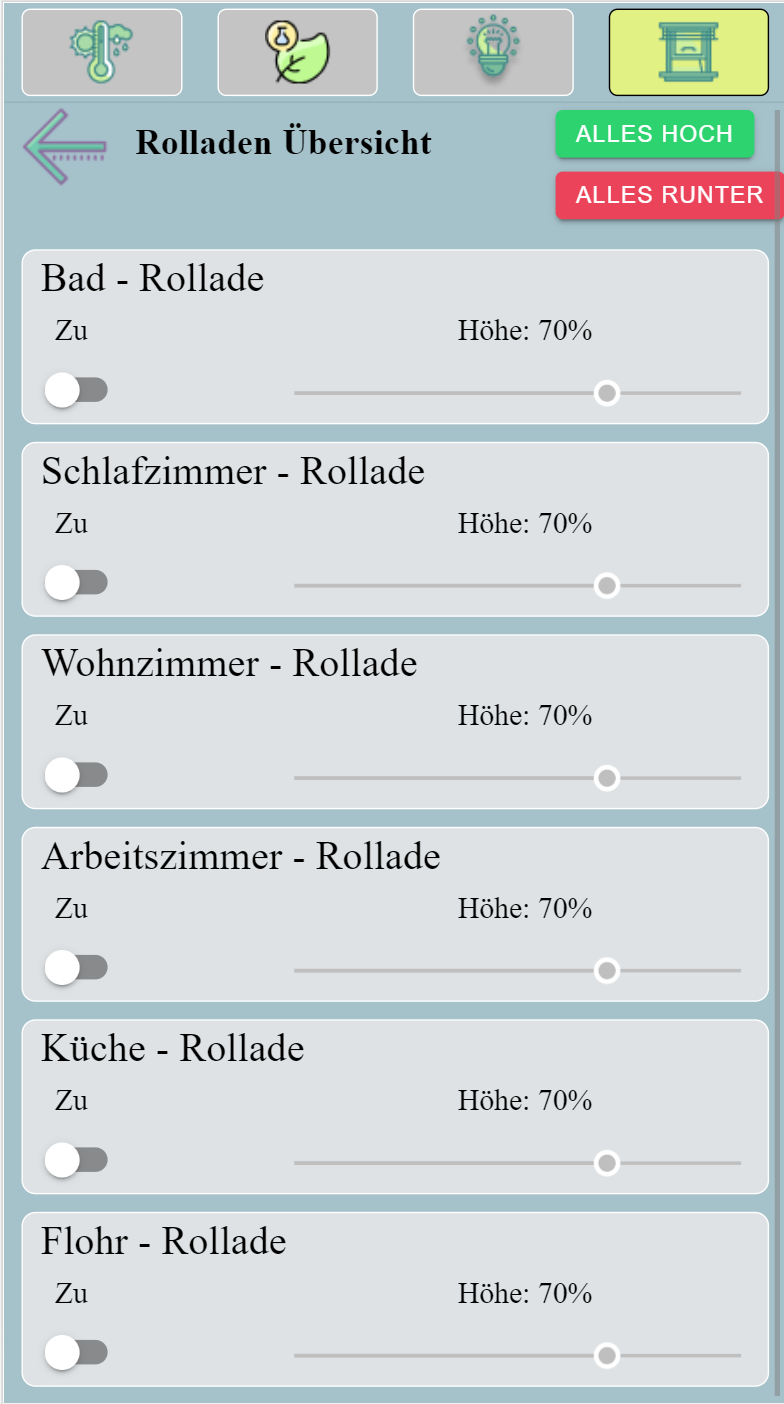 Rolladen Übersicht
ALLES HOCH
ALLES RUNTER
Bad - Rollade
Zu
Höhe: 70%
Schlafzimmer - Rollade
Zu
Höhe: 70%
Wohnzimmer - Rollade
Zu
Höhe: 70%
Arbeitszimmer - Rollade
Zu
Höhe: 70%
Küche - Rollade
Zu
Höhe: 70%
Flohr - Rollade
Zu
Höhe: 70%